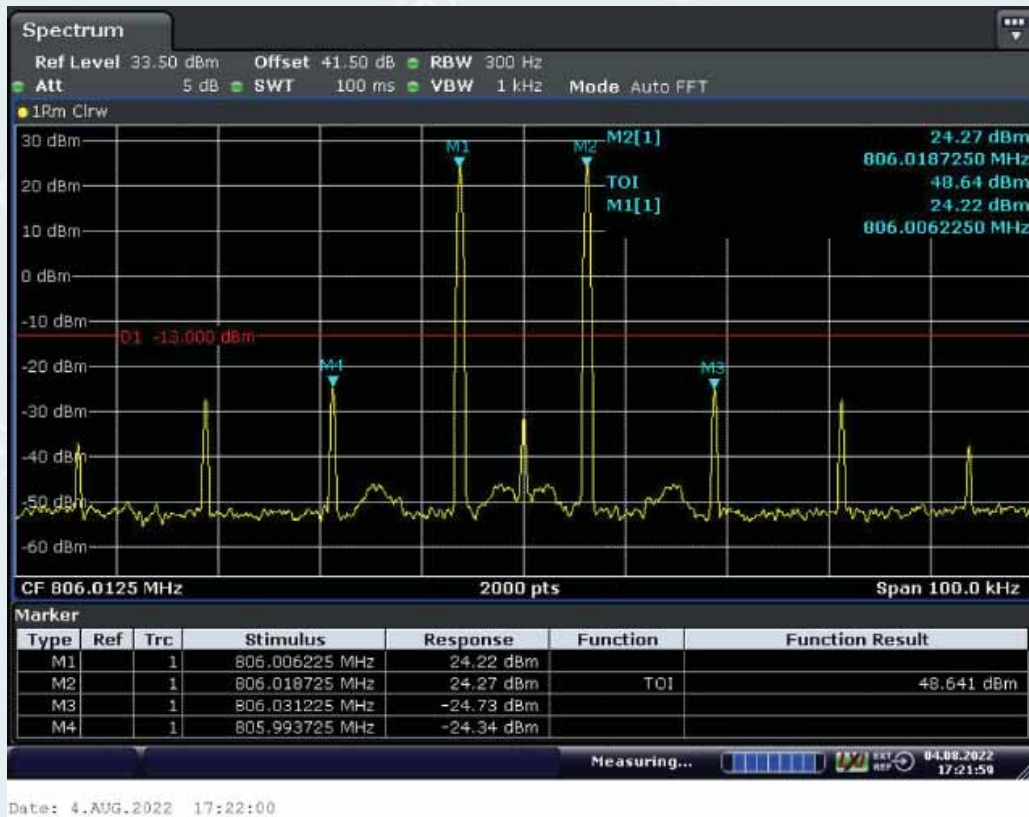 Spectrum
Ref Level 33.50 dBm Offset 41.50 dB RBW 300 Hz
Att 5 dB SWT 100 ms VBW 1 kHz Mode Auto FFT
1Rm Clrw
30 dBm
M1
M2
M2[1] 24.27 dBm
806.0187250 MHz
20 dBm
TOI 48.64 dBm
M1[1] 24.22 dBm
10 dBm
806.0062250 MHz
0 dBm
-10 dBm
D1 -13.000 dBm
-20 dBm
M4
M3
-30 dBm
-40 dBm
-50 dBm
-60 dBm
CF 806.0125 MHz 2000 pts Span 100.0 kHz
Marker
Type Ref Trc Stimulus Response Function Function Result
M1 1 806.006225 MHz 24.22 dBm
M2 1 806.018725 MHz 24.27 dBm TOI 48.641 dBm
M3 1 806.031225 MHz -24.73 dBm
M4 1 805.993725 MHz -24.34 dBm
Measuring... LXI EXT REF 04.08.2022
17:21:59
Date: 4.AUG.2022 17:22:00